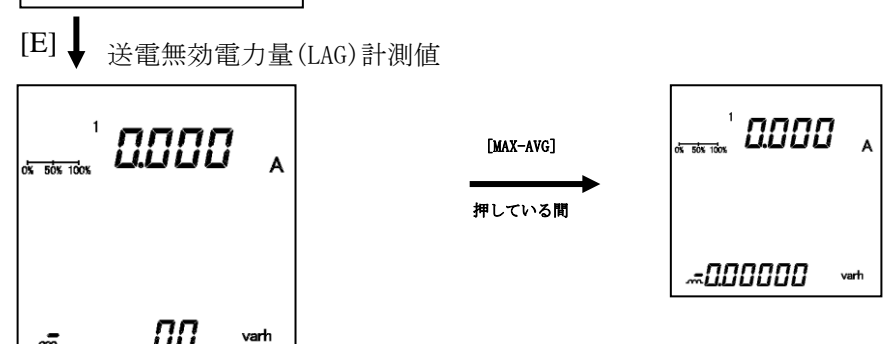 [E] 送電無効電力量(LAG)計測値
1
0.000 A
0% 50% 100%
00 varh
[MAX-AVG]
押している間
1
0.000 A
0% 50% 100%
0.00000 varh